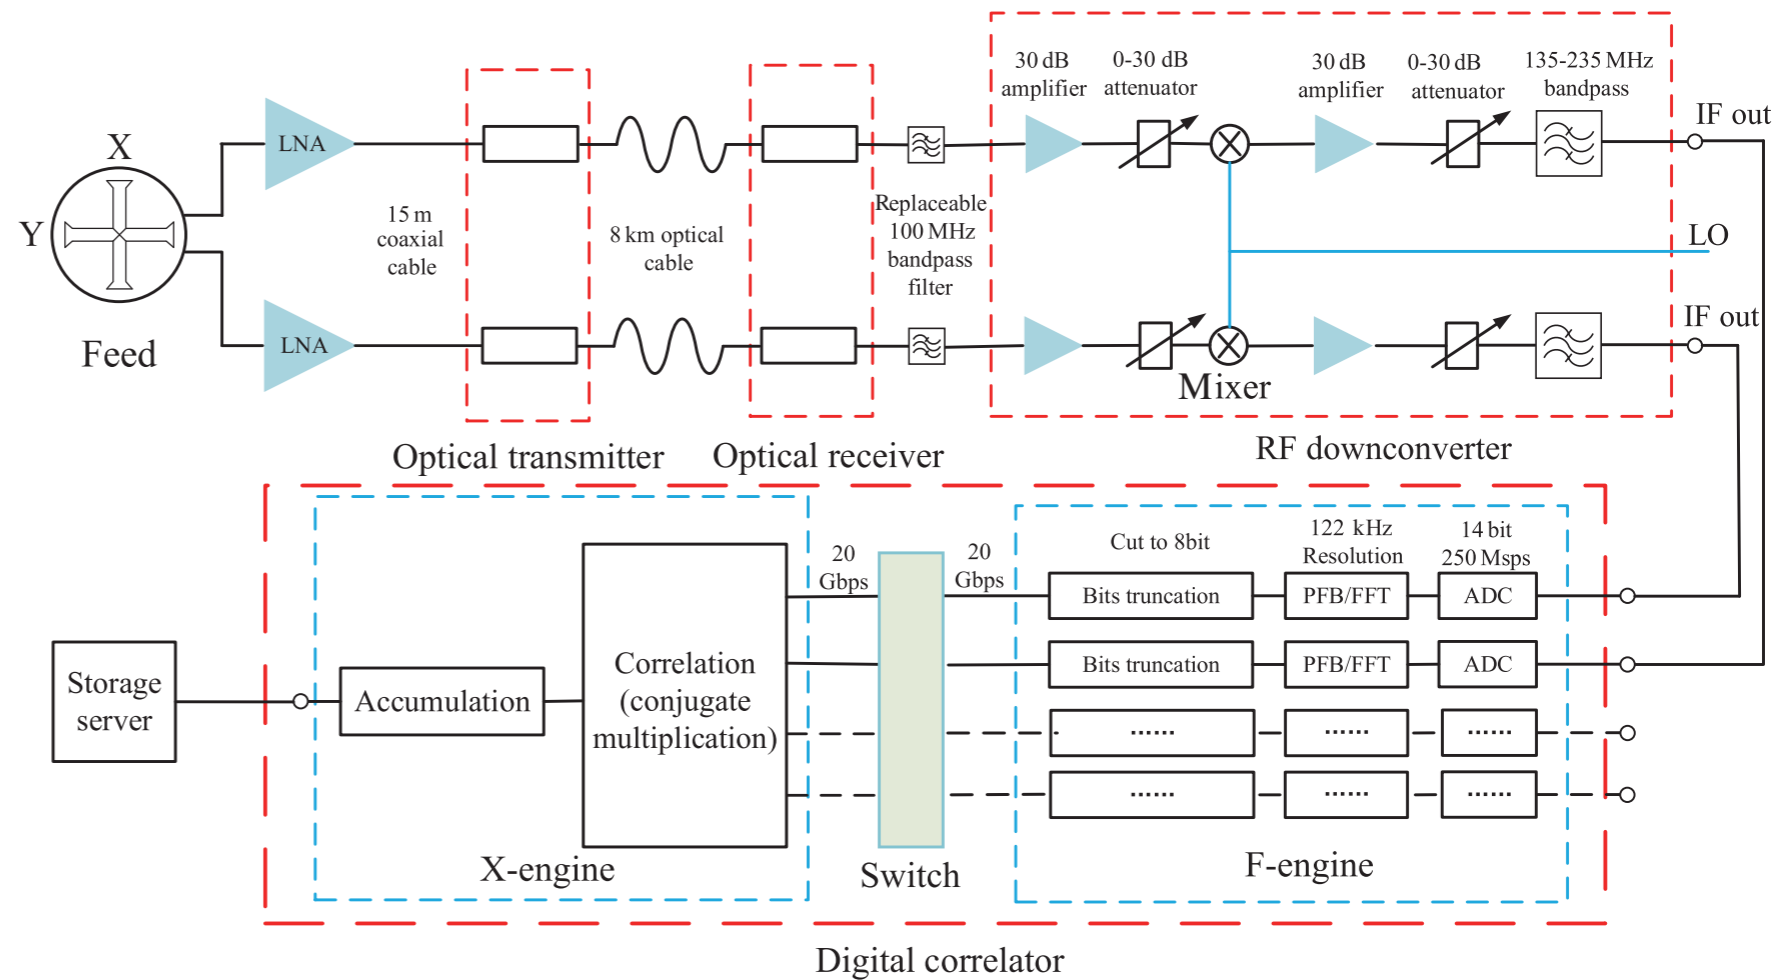 X
Y
Feed
LNA
LNA
15 m
coaxial
cable
8 km optical
cable
Replaceable
100 MHz
bandpass
filter
30 dB
amplifier
0-30 dB
attenuator
30 dB
amplifier
0-30 dB
attenuator
135-235 MHz
bandpass
IF out
LO
IF out
Mixer
Optical transmitter
Optical receiver
RF downconverter
Storage
server
Accumulation
Correlation
(conjugate
multiplication)
20
Gbps
20
Gbps
Cut to 8bit
122 kHz
Resolution
14 bit
250 Msps
Bits truncation
PFB/FFT
ADC
Bits truncation
PFB/FFT
ADC
......
......
......
......
......
......
X-engine
Switch
F-engine
Digital correlator